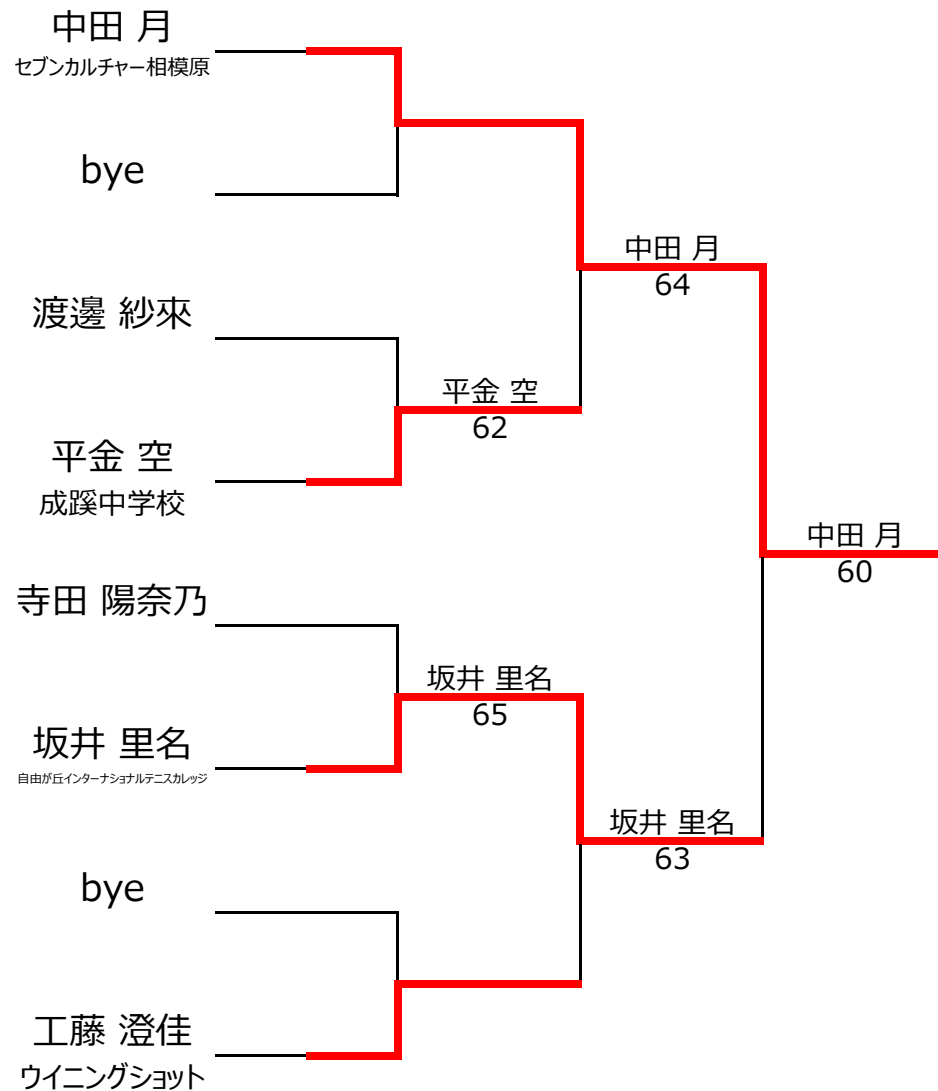 中田 月
セブンカルチャー相模原
bye
渡邊 紗來
平金 空
成蹊中学校
寺田 陽奈乃
坂井 里名
自由が丘インターナショナルテニスカレッジ
bye
工藤 澄佳
ウイニングショット
平金 空
62
坂井 里名
65
中田 月
64
坂井 里名
63
中田 月
60